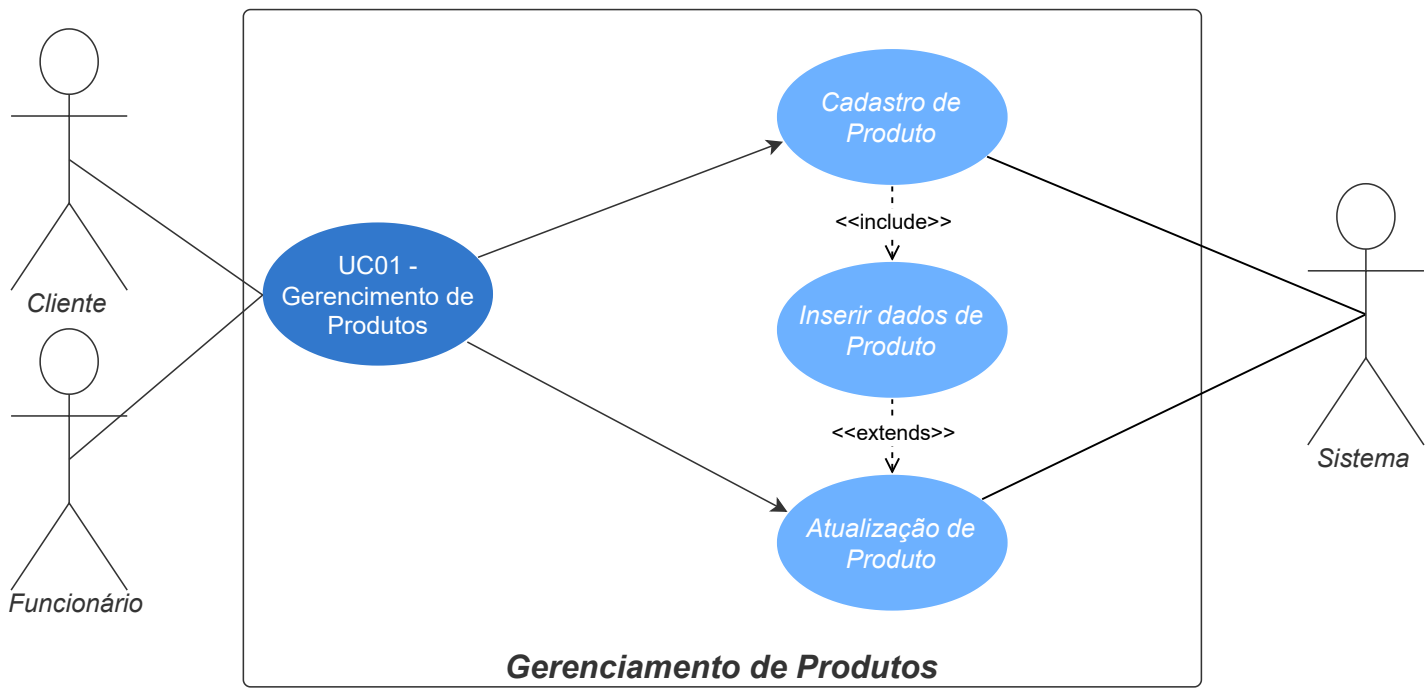 Cliente
Funcionário
UC01 -
Gerencimento de
Produtos
Cadastro de
Produto
<<include>>
Inserir dados de
Produto
<<extends>>
Atualização de
Produto
Sistema
Gerenciamento de Produtos